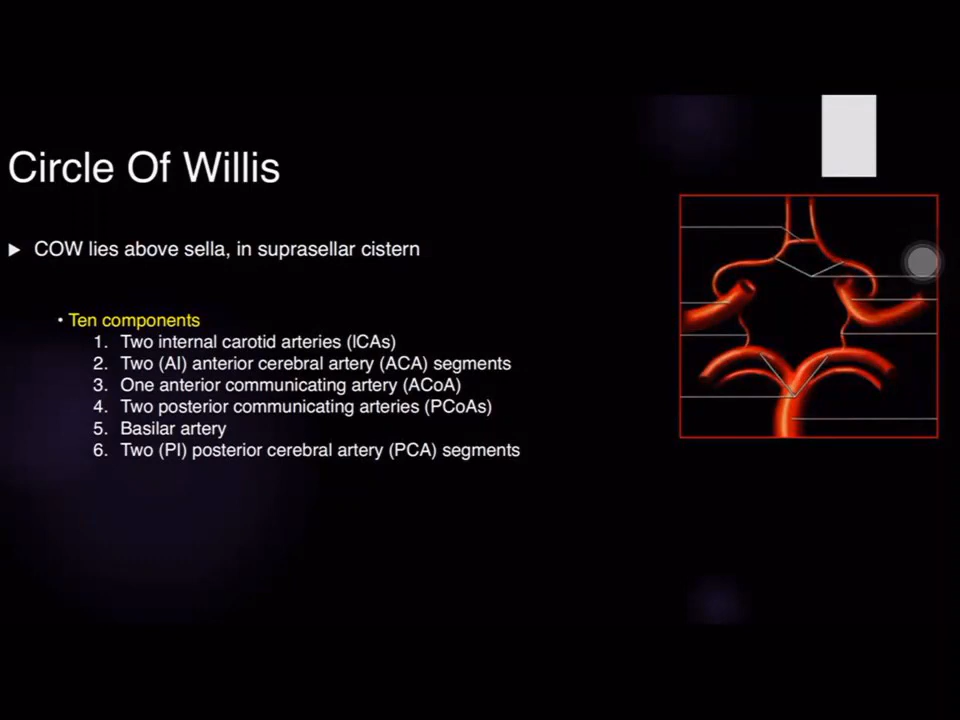 Circle Of Willis
▶ COW lies above sella, in suprasellar cistern
• Ten components
1. Two internal carotid arteries (ICAs)
2. Two (AI) anterior cerebral artery (ACA) segments
3. One anterior communicating artery (ACoA)
4. Two posterior communicating arteries (PCoAs)
5. Basilar artery
6. Two (PI) posterior cerebral artery (PCA) segments